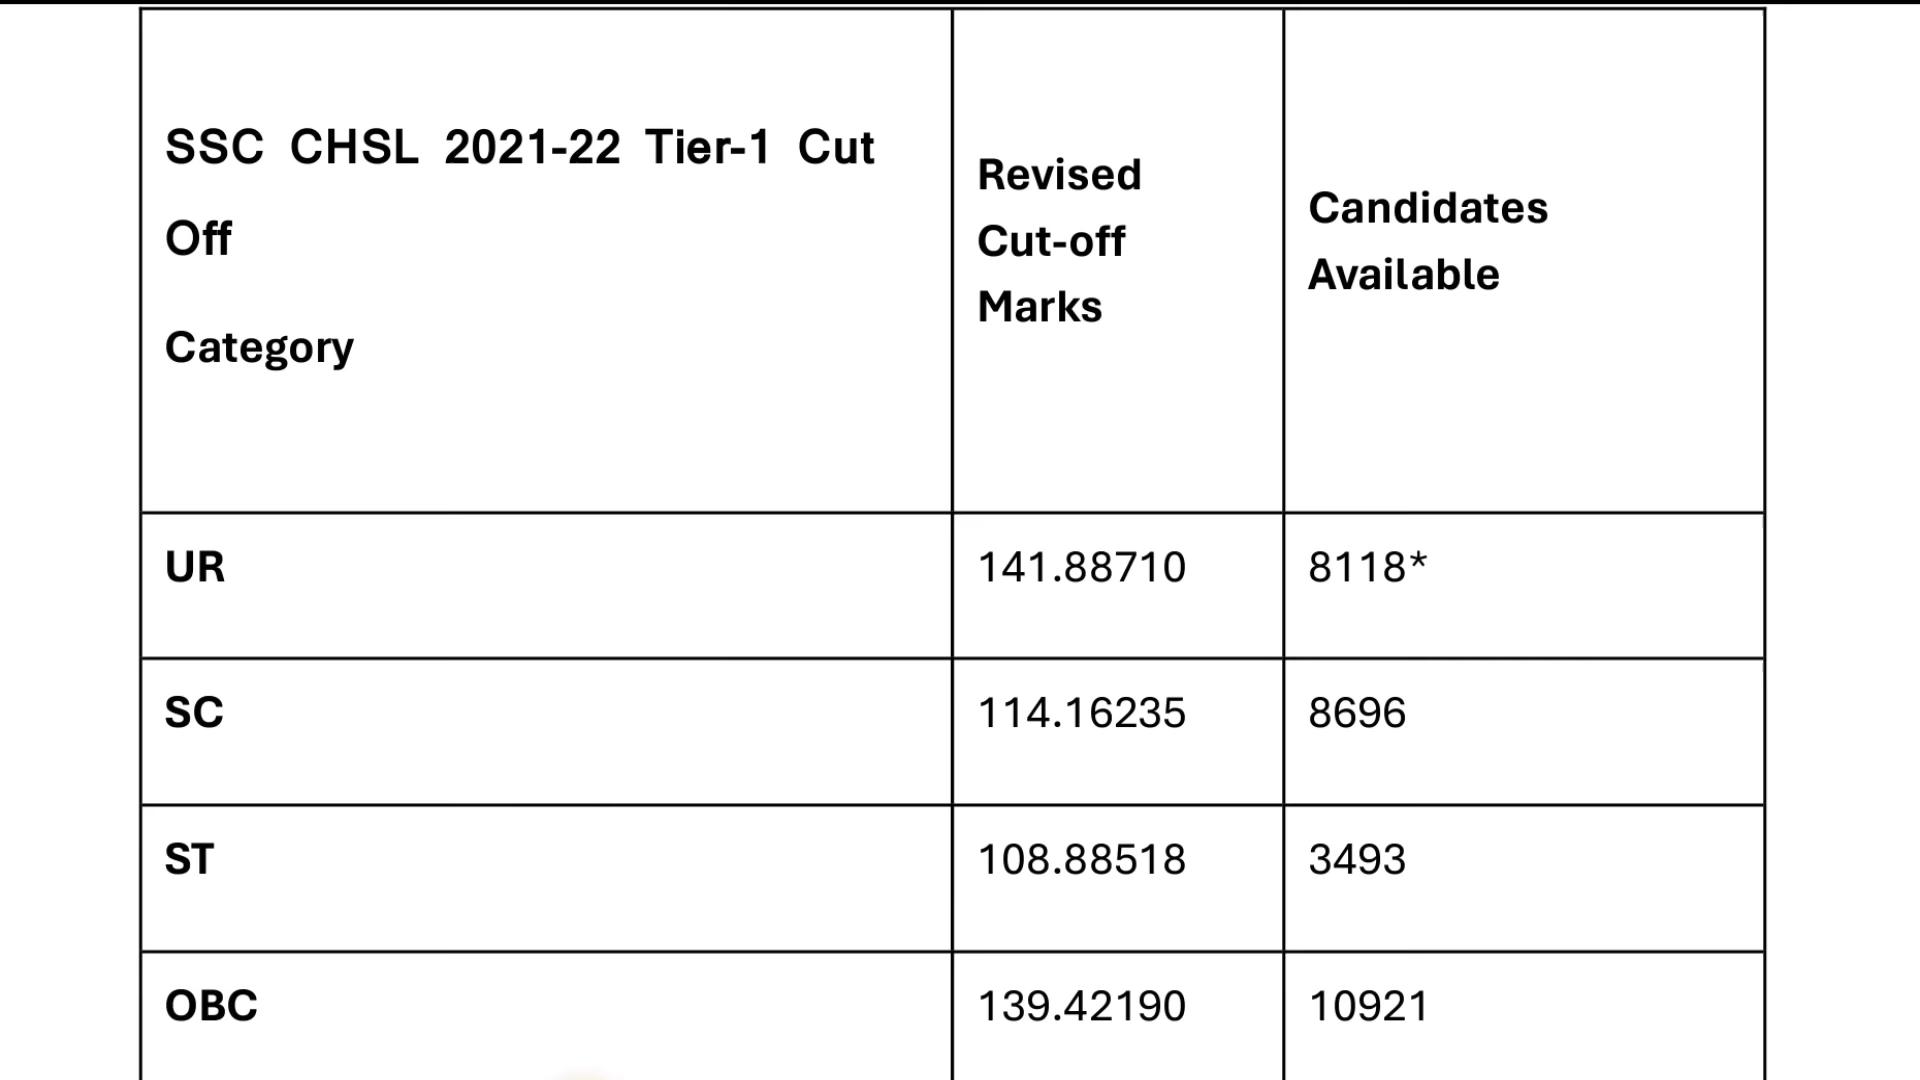 SSC CHSL 2021-22 Tier-1 Cut
Off
Category
Revised
Cut-off
Marks
Candidates
Available
UR 141.88710 8118*
SC 114.16235 8696
ST 108.88518 3493
OBC 139.42190 10921